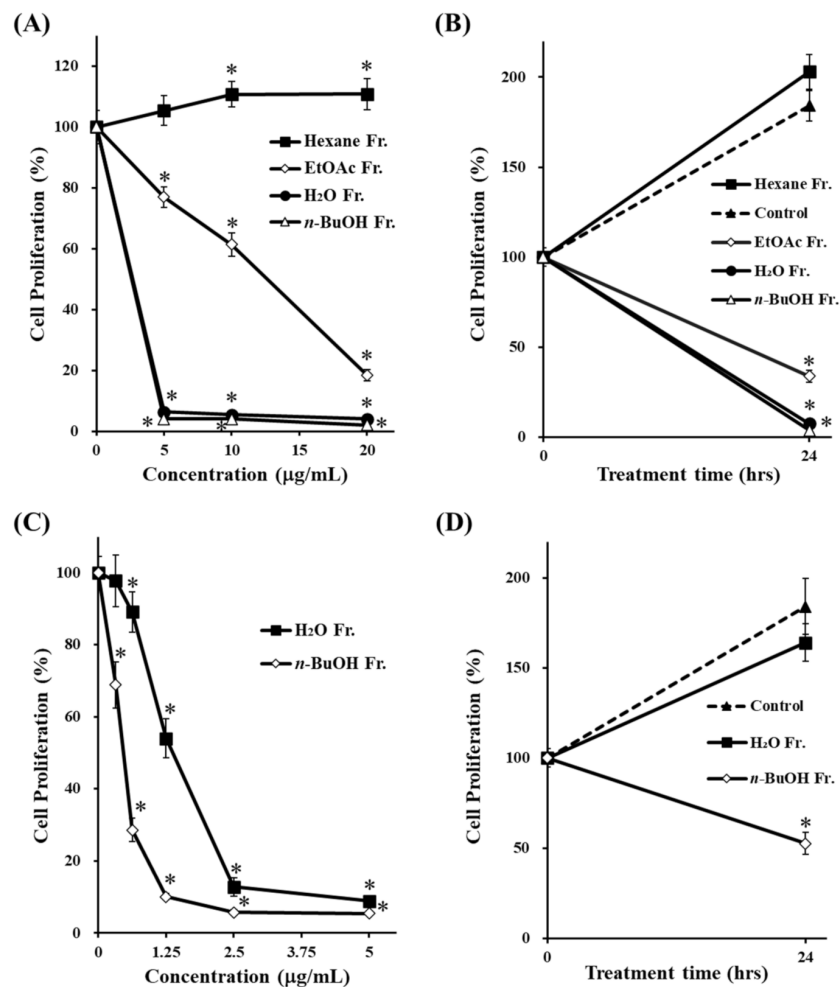 (A)
Cell Proliferation (%)
120
100
80
60
40
20
0
* *
* * *
* * *
* * *
Hexane Fr.
EtOAc Fr.
H₂O Fr.
n-BuOH Fr.
0 5 10 15 20
Concentration (μg/mL)
(B)
Cell Proliferation (%)
200
150
100
50
0
Hexane Fr.
Control
EtOAc Fr.
H₂O Fr.
n-BuOH Fr.
*
*
*
0 24
Treatment time (hrs)
(C)
Cell Proliferation (%)
100
80
60
40
20
0
H₂O Fr.
n-BuOH Fr.
* * * *
* * * * *
0 1.25 2.5 3.75 5
Concentration (μg/mL)
(D)
Cell Proliferation (%)
200
150
100
50
0
Control
H₂O Fr.
n-BuOH Fr.
*
0 24
Treatment time (hrs)